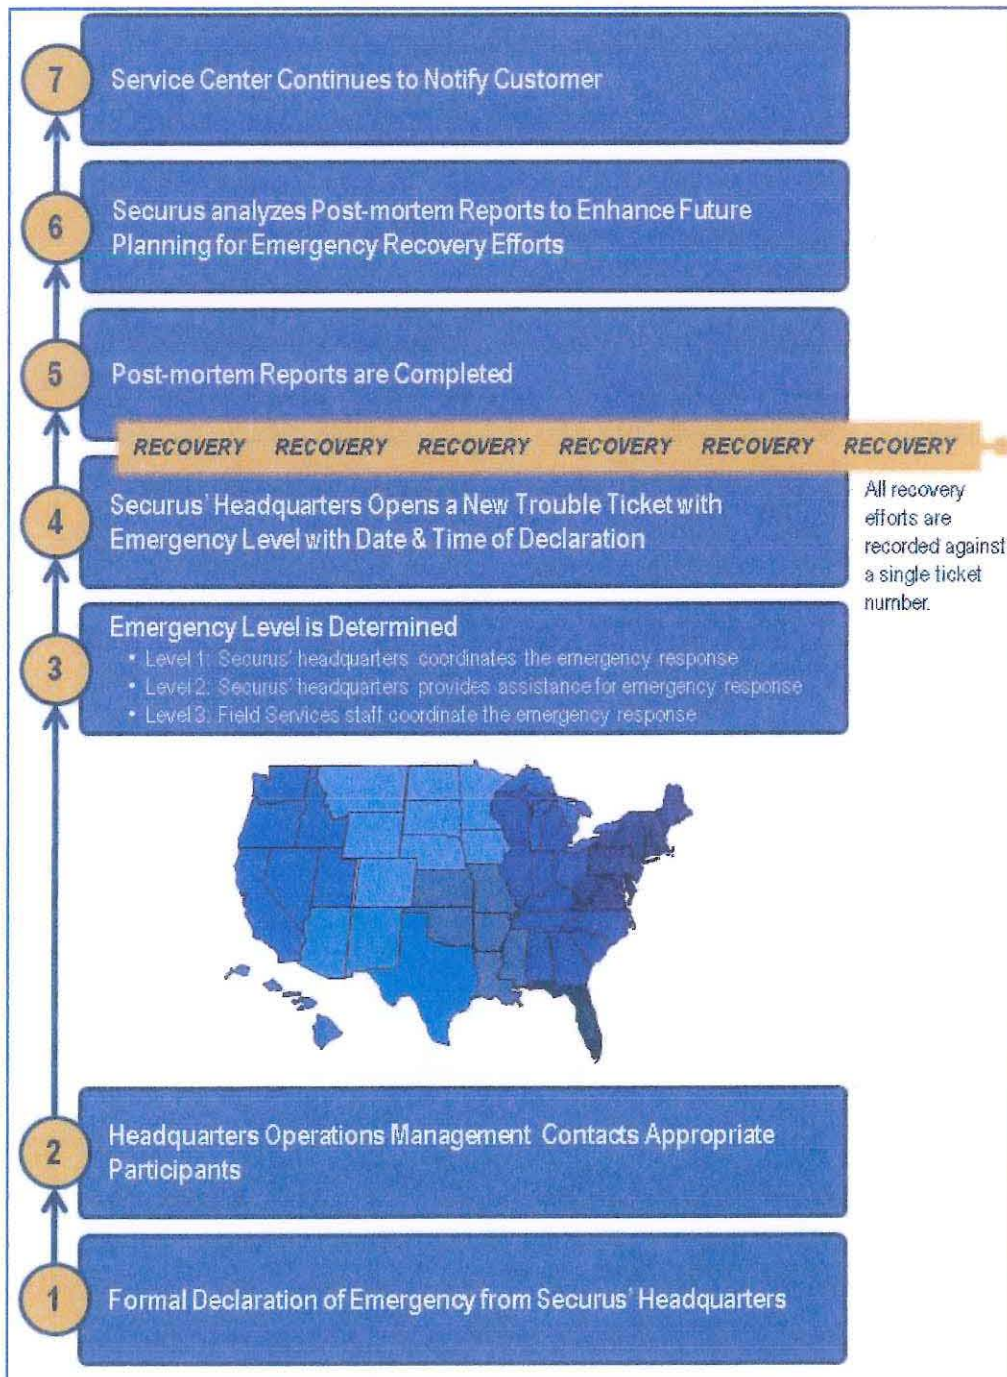 7
Service Center Continues to Notify Customer
6
Securus analyzes Post-mortem Reports to Enhance Future
Planning for Emergency Recovery Efforts
5
Post-mortem Reports are Completed
RECOVERY RECOVERY RECOVERY RECOVERY RECOVERY RECOVERY
4
Securus' Headquarters Opens a New Trouble Ticket with
Emergency Level with Date & Time of Declaration
All recovery
efforts are
recorded against
a single ticket
number.
3
Emergency Level is Determined
• Level 1: Securus' headquarters coordinates the emergency response
• Level 2: Securus' headquarters provides assistance for emergency response
• Level 3: Field Services staff coordinate the emergency response
2
Headquarters Operations Management Contacts Appropriate
Participants
1
Formal Declaration of Emergency from Securus' Headquarters